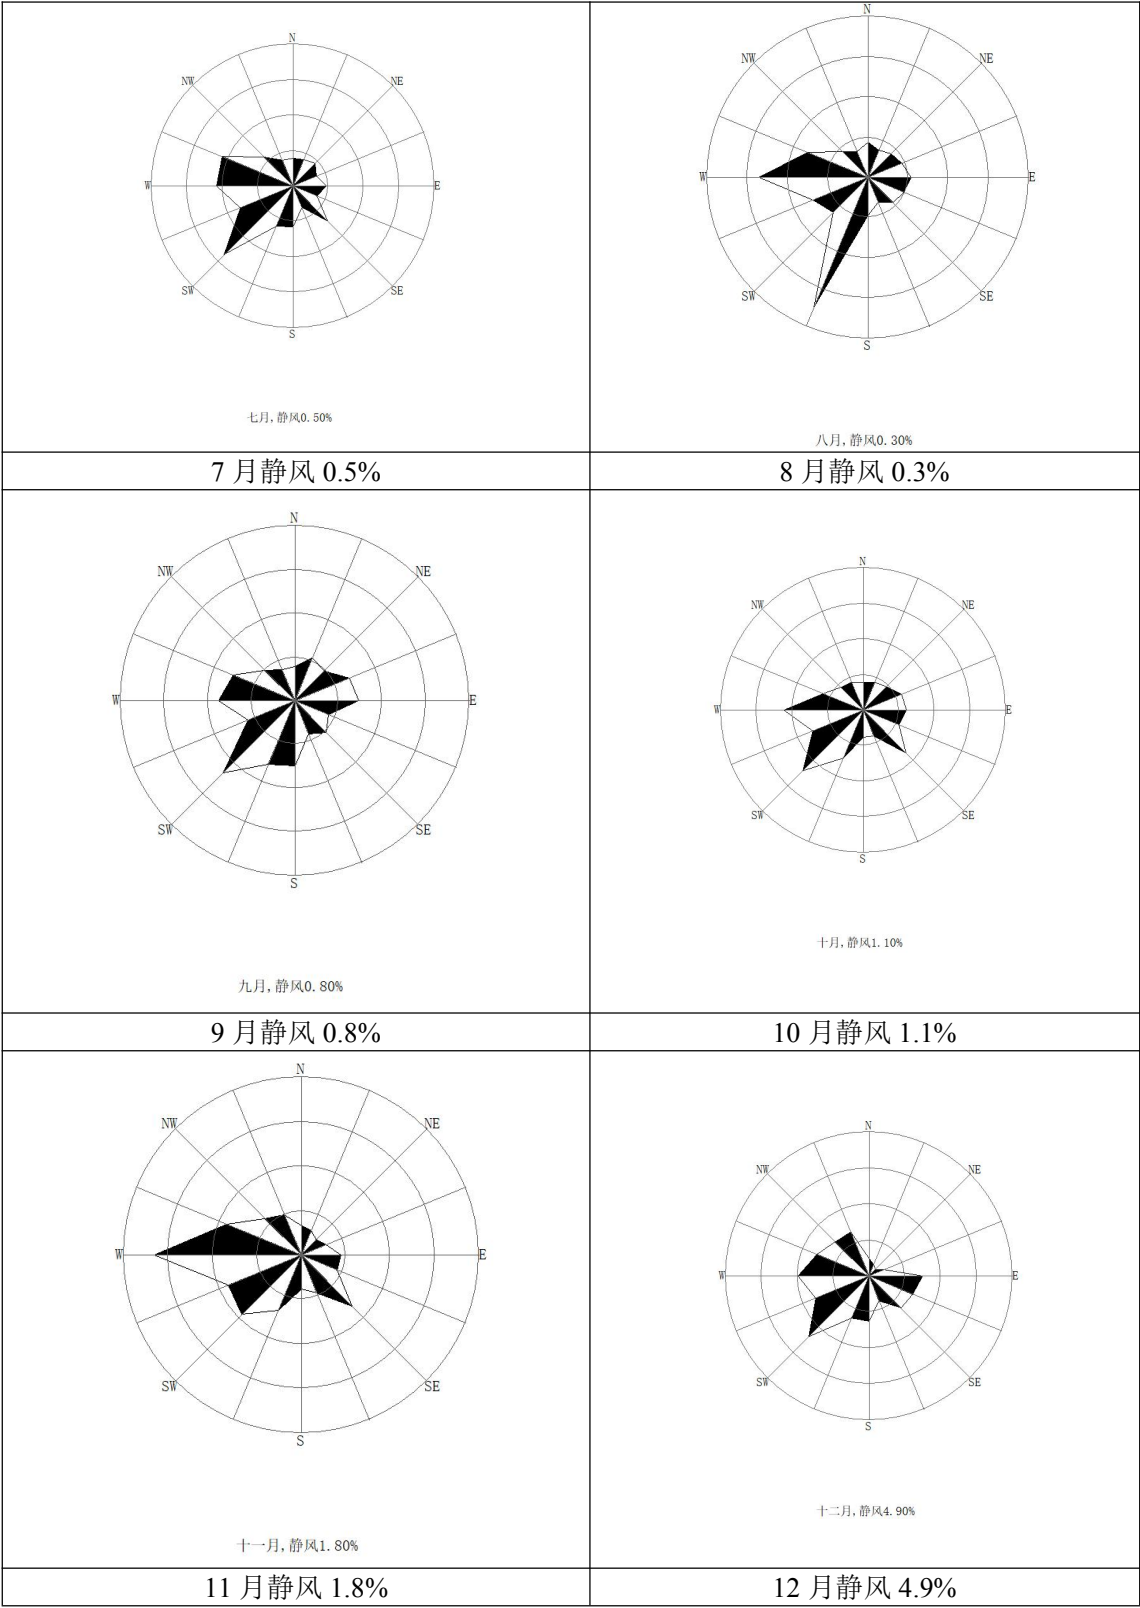 N
NW
NE
W
E
SW
SE
S
七月,静风0.50%
N
NW
NE
W
E
SW
SE
S
八月,静风0.30%
7 月静风 0.5%
8 月静风 0.3%
N
NW
NE
W
E
SW
SE
S
九月,静风0.80%
N
NW
NE
W
E
SW
SE
S
十月,静风1.10%
9 月静风 0.8%
10 月静风 1.1%
N
NW
NE
W
E
SW
SE
S
十一月,静风1.80%
N
NW
NE
W
E
SW
SE
S
十二月,静风4.90%
11 月静风 1.8%
12 月静风 4.9%